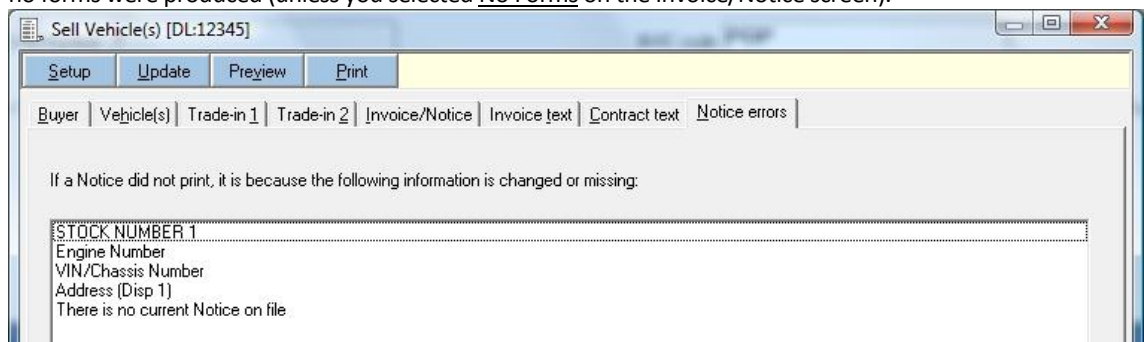 no forms were produced (unless you selected No Forms on the Invoice/Notice screen).
Sell Vehicle(s) [DL:12345]
Setup Update Preview Print
Buyer Vehicle(s) Trade-in 1 Trade-in 2 Invoice/Notice Invoice text Contract text Notice errors
If a Notice did not print, it is because the following information is changed or missing:
STOCK NUMBER 1
Engine Number
VIN/Chassis Number
Address (Disp 1)
There is no current Notice on file